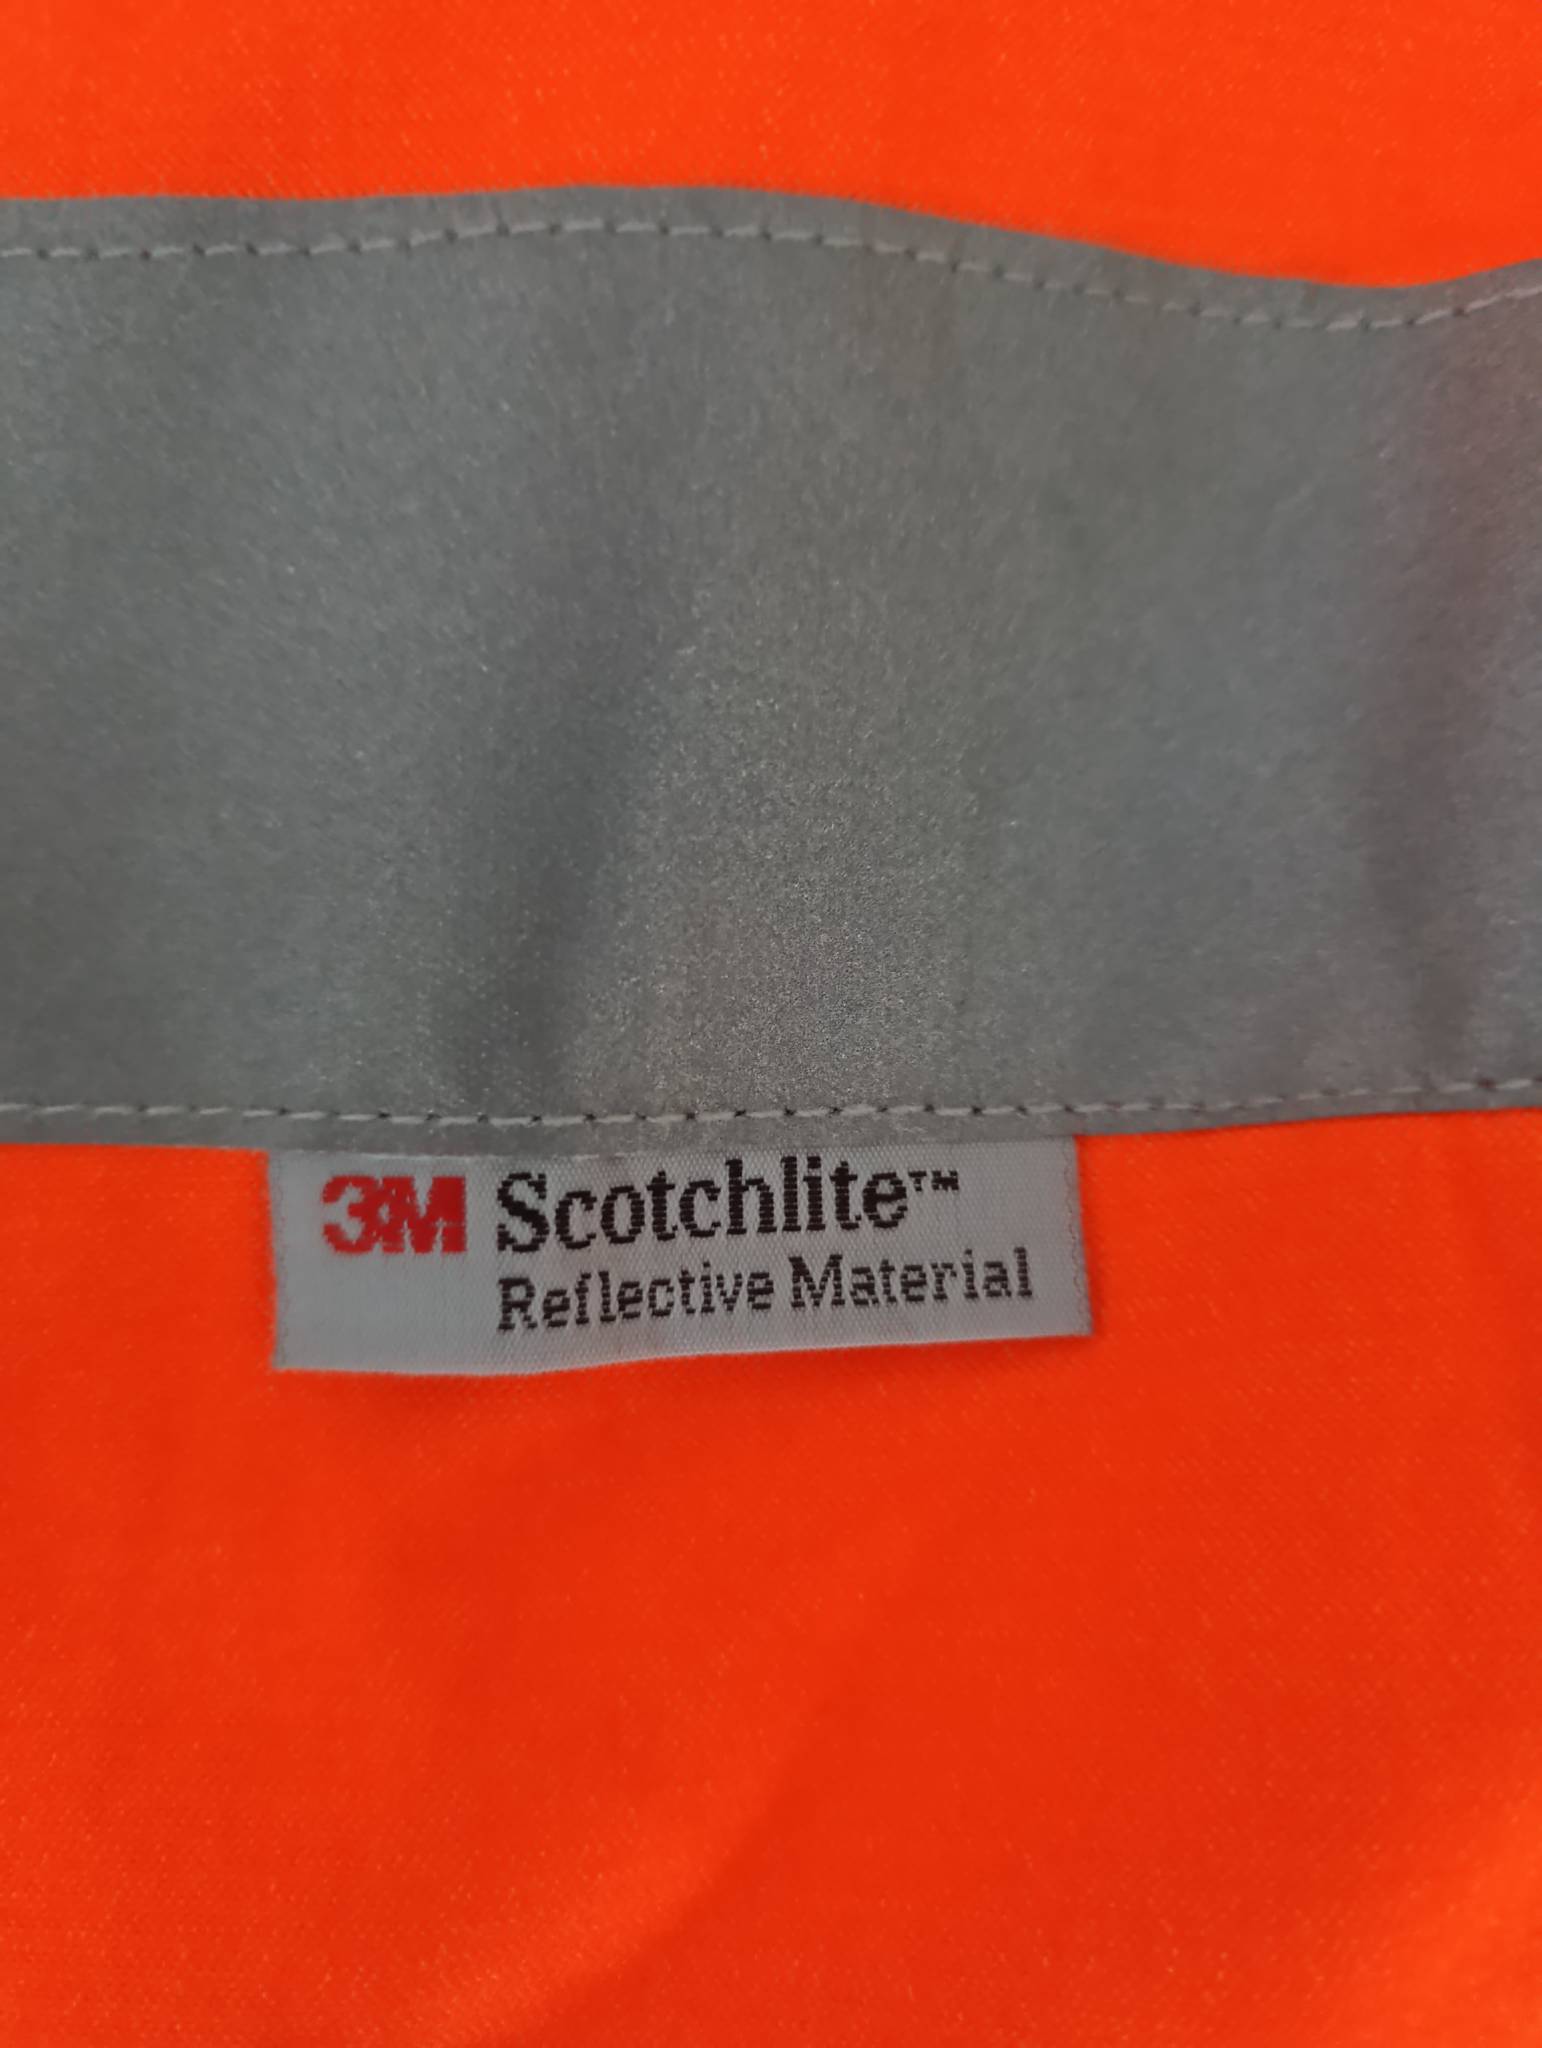 3M Scotchlite™
Reflective Material